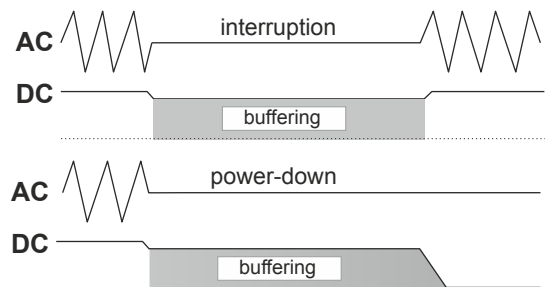 AC interruption
DC
buffering
AC power-down
DC
buffering